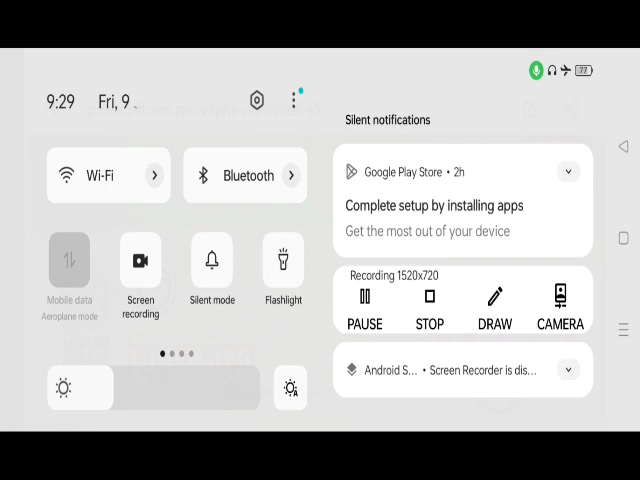 77
9:29 Fri, 9
Silent notifications
Wi-Fi
Bluetooth
Google Play Store • 2h
Complete setup by installing apps
Get the most out of your device
Mobile data
Aeroplane mode
Screen
recording
Silent mode
Flashlight
Recording 1520x720
PAUSE STOP DRAW CAMERA
Android S... • Screen Recorder is dis...
A